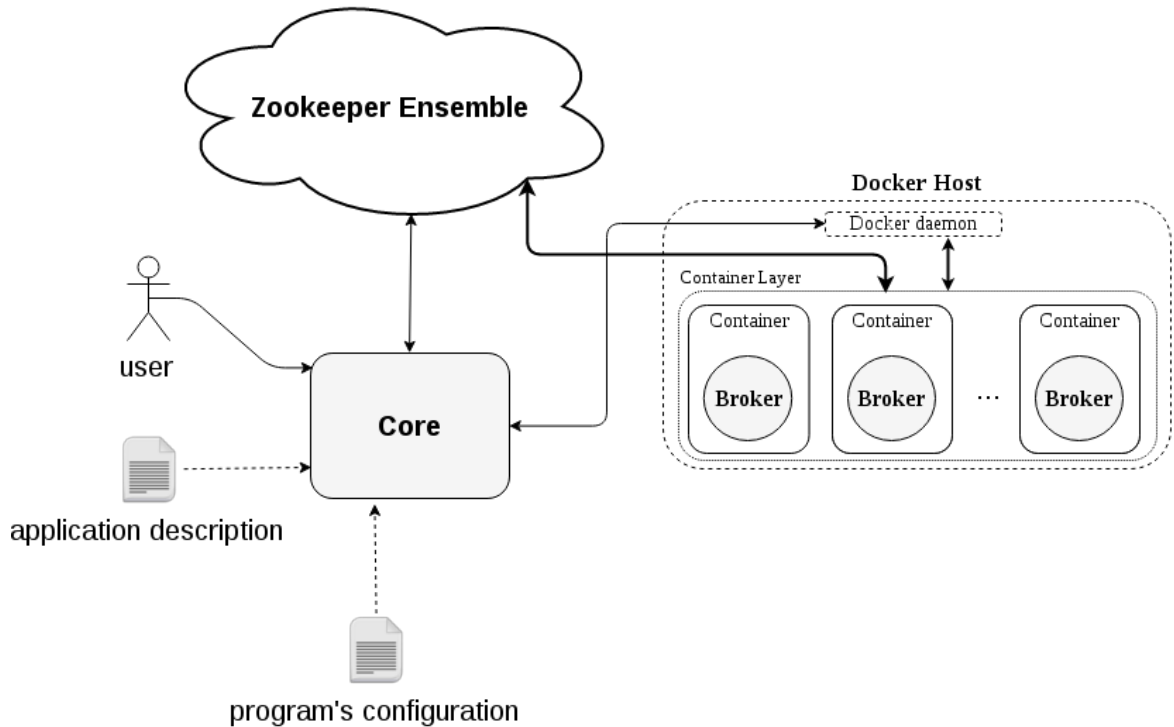 Zookeeper Ensemble
Docker Host
Docker daemon
Container Layer
Container
Container
Container
Broker
Broker
...
Broker
user
Core
application description
program's configuration